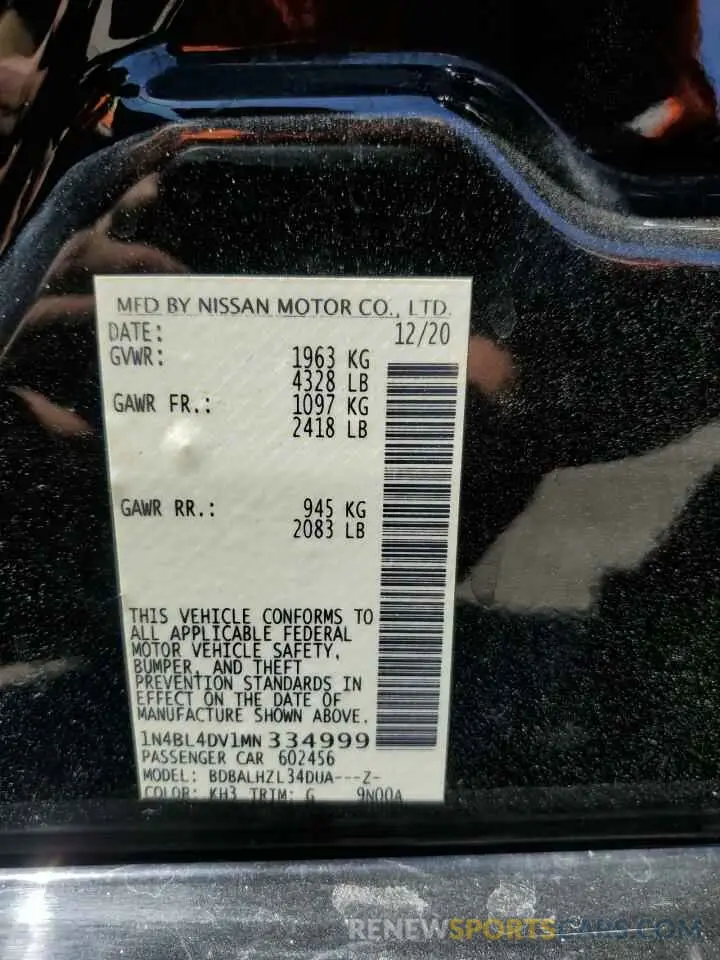 MFD BY NISSAN MOTOR CO., LTD.
DATE: 12/20
GVWR: 1963 KG
4328 LB
GAWR FR.: 1097 KG
2418 LB
GAWR RR.: 945 KG
2083 LB
THIS VEHICLE CONFORMS TO
ALL APPLICABLE FEDERAL
MOTOR VEHICLE SAFETY,
BUMPER, AND THEFT
PREVENTION STANDARDS IN
EFFECT ON THE DATE OF
MANUFACTURE SHOWN ABOVE.
1N4BL4DV1MN334999
PASSENGER CAR 602456
MODEL: BDBALHZL34DUA---Z-
COLOR: KH3 TRIM: G 9N00A
RENEWSPORTSCARS.COM